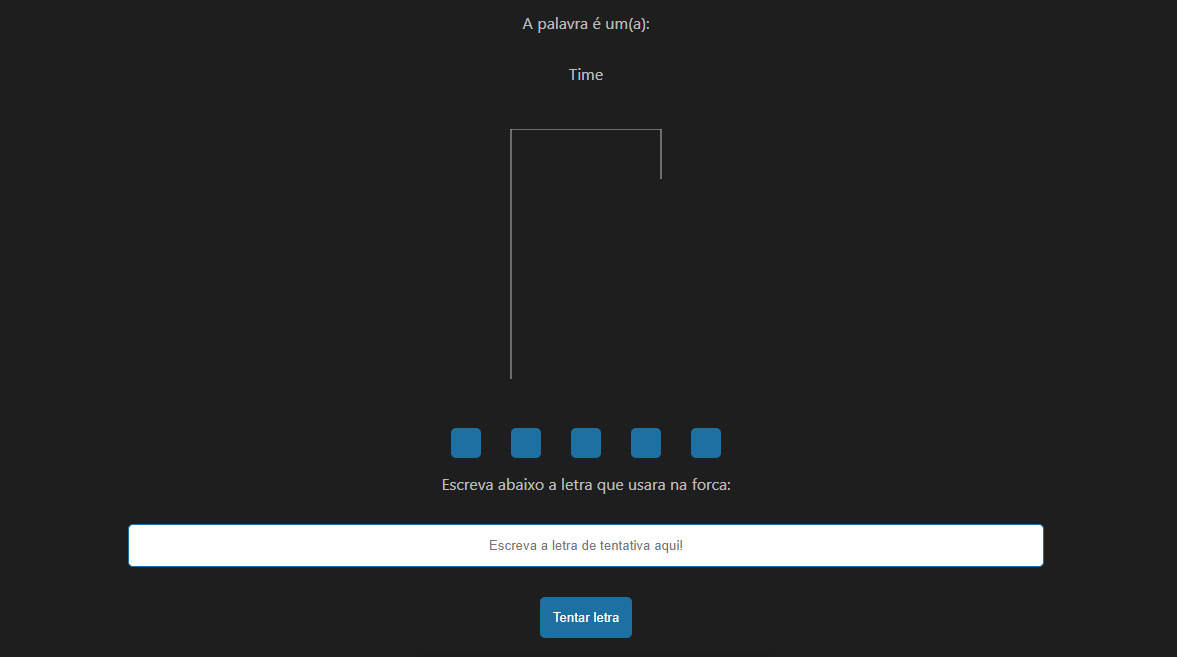 A palavra é um(a):
Time
Escreva abaixo a letra que usara na forca:
Escreva a letra de tentativa aqui!
Tentar letra